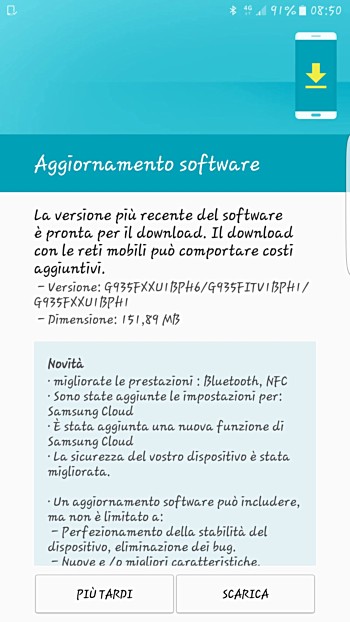 4G 91% 08:50
Aggiornamento software
La versione più recente del software
è pronta per il download. Il download
con le reti mobili può comportare costi
aggiuntivi.
- Versione: G935FXXU1BPH6/G935FITV1BPH1/
G935FXXU1BPH1
- Dimensione: 151,89 MB
Novità
· migliorate le prestazioni : Bluetooth, NFC
· Sono state aggiunte le impostazioni per:
Samsung Cloud
· È stata aggiunta una nuova funzione di
Samsung Cloud
· La sicurezza del vostro dispositivo è stata
migliorata.
· Un aggiornamento software può includere,
ma non è limitato a:
- Perfezionamento della stabilità del
dispositivo, eliminazione dei bug.
- Nuove e /o migliori caratteristiche.
PIÙ TARDI
SCARICA